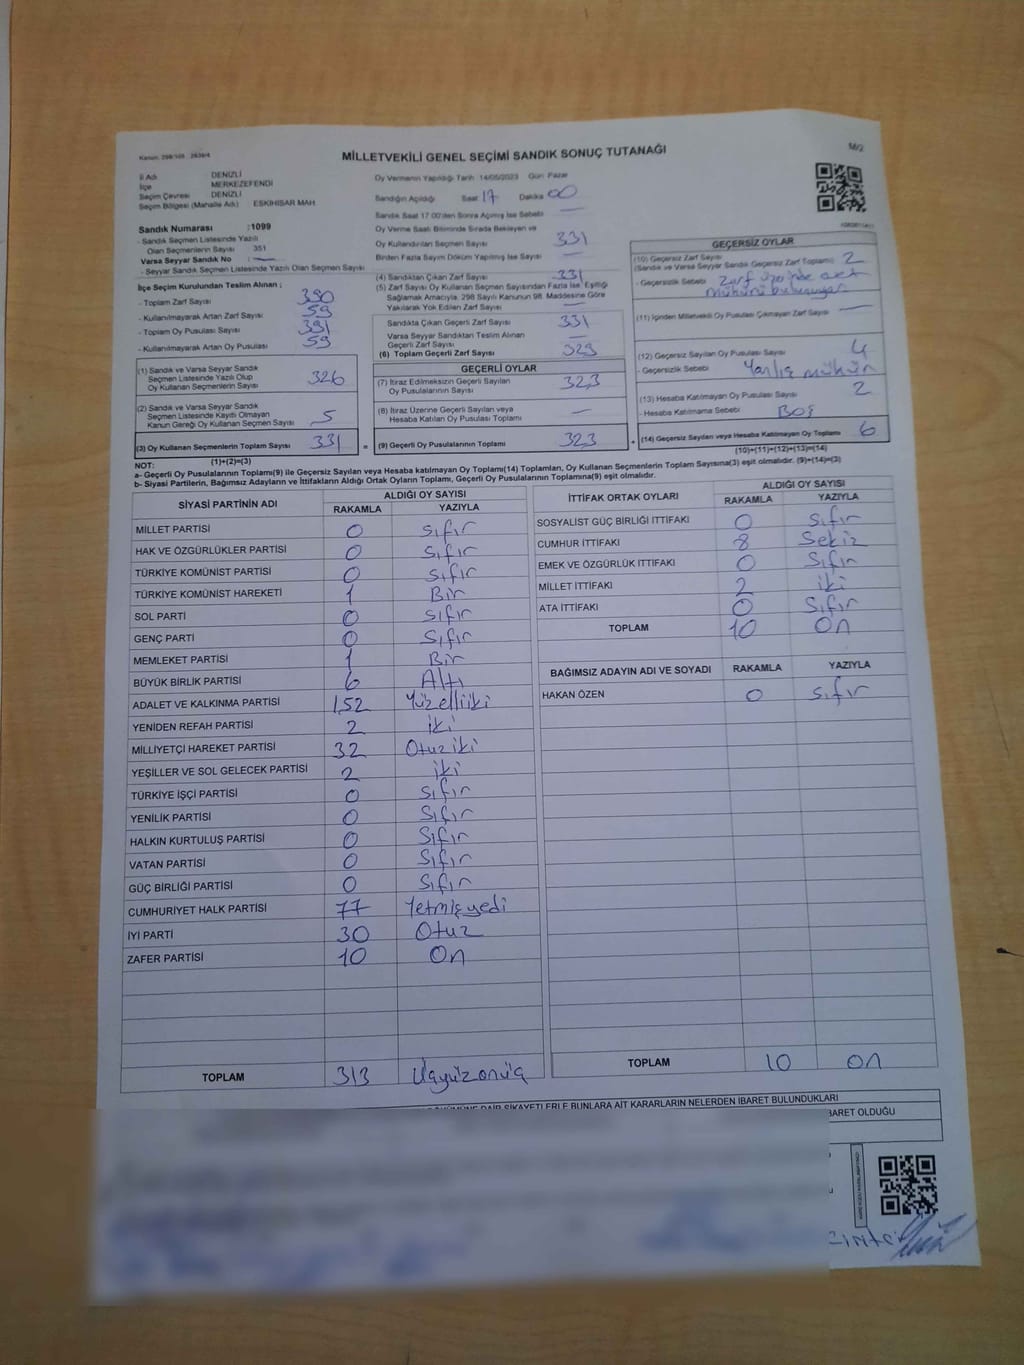 MİLLETVEKİLİ GENEL SEÇİMİ SANDIK SONUÇ TUTANAĞI
M/2
İl Adı DENİZLİ
İlçe MERKEZEFENDİ
Seçim Çevresi DENİZLİ
Seçim Bölgesi (Mahalle Adı) ESKİHİSAR MAH.
Sandık Numarası :1099
- Sandık Seçmen Listesinde Yazılı
Olan Seçmenlerin Sayısı 351
Varsa Seyyar Sandık No : —
- Seyyar Sandık Seçmen Listesinde Yazılı Olan Seçmen Sayısı
İlçe Seçim Kurulundan Teslim Alınan ;
- Toplam Zarf Sayısı 390
- Kullanılmayarak Artan Zarf Sayısı 59
- Toplam Oy Pusulası Sayısı 391
- Kullanılmayarak Artan Oy Pusulası 59
(1) Sandık ve Varsa Seyyar Sandık
Seçmen Listesinde Yazılı Olup
Oy Kullanan Seçmenlerin Sayısı 326
(2) Sandık ve Varsa Seyyar Sandık
Seçmen Listesinde Kayıtlı Olmayan
Kanun Gereği Oy Kullanan Seçmen Sayısı 5
(3) Oy Kullanan Seçmenlerin Toplam Sayısı 331 =
(1)+(2)=(3)
Oy Vermenin Yapıldığı Tarih 14/05/2023 Gün Pazar
Sandığın Açıldığı Saat 17 Dakika 00
Sandık Saat 17.00'den Sonra Açılmış İse Sebebi —
Oy Verme Saati Bitiminde Sırada Bekleyen ve
Oy Kullandırılan Seçmen Sayısı 331
Birden Fazla Sayım Döküm Yapılmış İse Sayısı —
(4) Sandıktan Çıkan Zarf Sayısı 331
(5) Zarf Sayısı Oy Kullanan Seçmen Sayısından Fazla İse Eşitliği
Sağlamak Amacıyla, 298 Sayılı Kanunun 98. Maddesine Göre
Yakılarak Yok Edilen Zarf Sayısı —
Sandıkta Çıkan Geçerli Zarf Sayısı 331
Varsa Seyyar Sandıktan Teslim Alınan
Geçerli Zarf Sayısı —
(6) Toplam Geçerli Zarf Sayısı 323
GEÇERLİ OYLAR
(7) İtiraz Edilmeksizin Geçerli Sayılan
Oy Pusulalarının Sayısı 323
(8) İtiraz Üzerine Geçerli Sayılan veya
Hesaba Katılan Oy Pusulası Toplamı —
(9) Geçerli Oy Pusulalarının Toplamı 323 +
GEÇERSİZ OYLAR
(10) Geçersiz Zarf Sayısı
(Sandık ve Varsa Seyyar Sandık Geçersiz Zarf Toplamı) 2
- Geçersizlik Sebebi Zarf üzerinde evet
mührü bulunuyor
(11) İçinden Milletvekili Oy Pusulası Çıkmayan Zarf Sayısı —
(12) Geçersiz Sayılan Oy Pusulası Sayısı 4
- Geçersizlik Sebebi Yanlış mühür
(13) Hesaba Katılmayan Oy Pusulası Sayısı 2
- Hesaba Katılmama Sebebi Boş
(14) Geçersiz Sayılan veya Hesaba Katılmayan Oy Toplamı 6
(10)+(11)+(12)+(13)=(14)
NOT:
a- Geçerli Oy Pusulalarının Toplamı(9) ile Geçersiz Sayılan veya Hesaba katılmayan Oy Toplamı(14) Toplamları, Oy Kullanan Seçmenlerin Toplam Sayısına(3) eşit olmalıdır. (9)+(14)=(3)
b- Siyasi Partilerin, Bağımsız Adayların ve İttifakların Aldığı Ortak Oyların Toplamı, Geçerli Oy Pusulalarının Toplamına(9) eşit olmalıdır.
SİYASİ PARTİNİN ADI ALDIĞI OY SAYISI
RAKAMLA YAZIYLA
MİLLET PARTİSİ 0 sıfır
HAK VE ÖZGÜRLÜKLER PARTİSİ 0 sıfır
TÜRKİYE KOMÜNİST PARTİSİ 0 sıfır
TÜRKİYE KOMÜNİST HAREKETİ 1 Bir
SOL PARTİ 0 sıfır
GENÇ PARTİ 0 Sıfır
MEMLEKET PARTİSİ 1 Bir
BÜYÜK BİRLİK PARTİSİ 6 Altı
ADALET VE KALKINMA PARTİSİ 152 Yüzelliiki
YENİDEN REFAH PARTİSİ 2 iki
MİLLİYETÇİ HAREKET PARTİSİ 32 Otuziki
YEŞİLLER VE SOL GELECEK PARTİSİ 2 iki
TÜRKİYE İŞÇİ PARTİSİ 0 sıfır
YENİLİK PARTİSİ 0 Sıfır
HALKIN KURTULUŞ PARTİSİ 0 Sıfır
VATAN PARTİSİ 0 Sıfır
GÜÇ BİRLİĞİ PARTİSİ 0 Sıfır
CUMHURİYET HALK PARTİSİ 77 Yetmişyedi
İYİ PARTİ 30 Otuz
ZAFER PARTİSİ 10 On
TOPLAM 313 Üçyüzonüç
İTTİFAK ORTAK OYLARI ALDIĞI OY SAYISI
RAKAMLA YAZIYLA
SOSYALİST GÜÇ BİRLİĞİ İTTİFAKI 0 Sıfır
CUMHUR İTTİFAKI 8 Sekiz
EMEK VE ÖZGÜRLÜK İTTİFAKI 0 Sıfır
MİLLET İTTİFAKI 2 iki
ATA İTTİFAKI 0 Sıfır
TOPLAM 10 On
BAĞIMSIZ ADAYIN ADI VE SOYADI RAKAMLA YAZIYLA
HAKAN ÖZEN 0 sıfır
TOPLAM 10 on
DAİR ŞİKAYETLERLE BUNLARA AİT KARARLARIN NELERDEN İBARET BULUNDUKLARI
BARET OLDUĞU